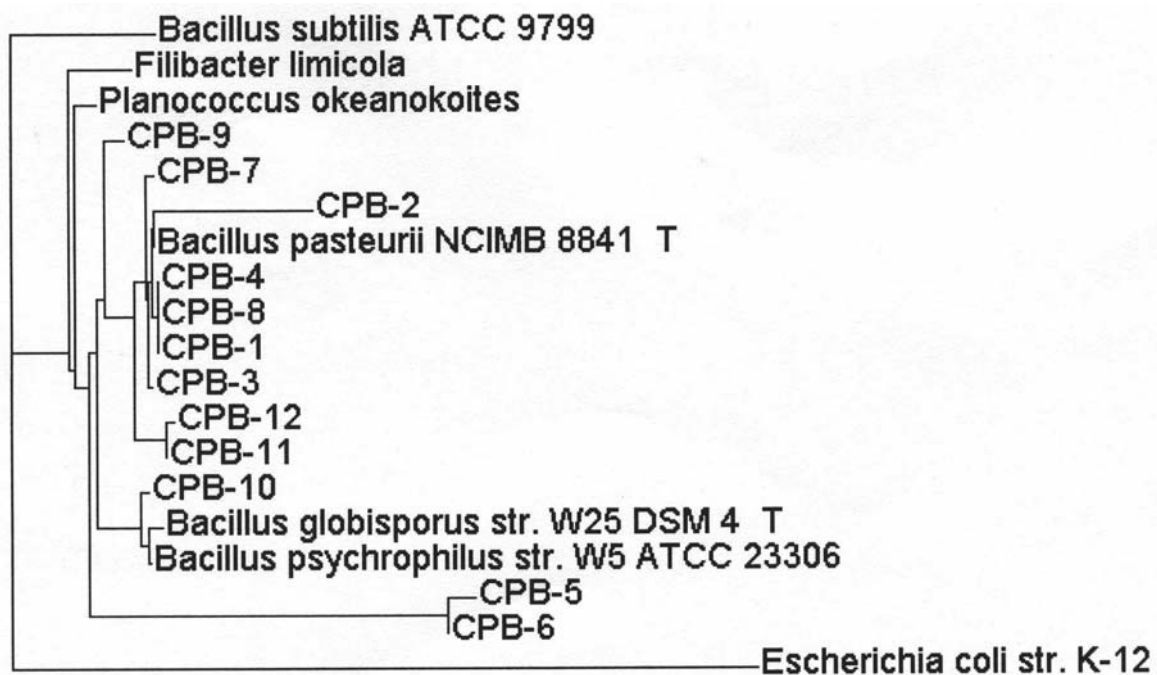 Bacillus subtilis ATCC 9799
Filibacter limicola
Planococcus okeanokoites
CPB-9
CPB-7
CPB-2
Bacillus pasteurii NCIMB 8841 T
CPB-4
CPB-8
CPB-1
CPB-3
CPB-12
CPB-11
CPB-10
Bacillus globisporus str. W25 DSM 4 T
Bacillus psychrophilus str. W5 ATCC 23306
CPB-5
CPB-6
Escherichia coli str. K-12